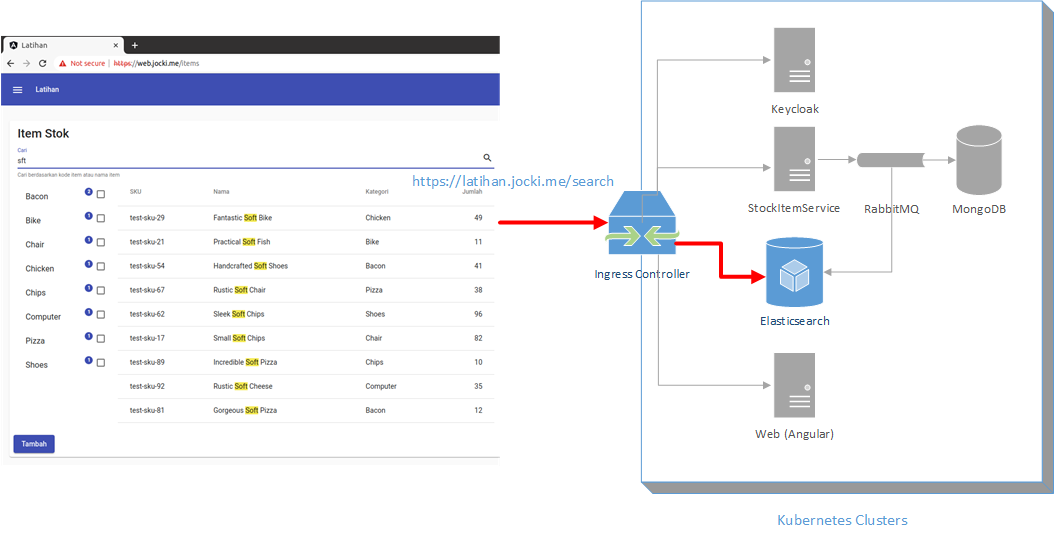 Latihan
Not secure | https://web.jocki.me/items
Latihan
Item Stok
Cari
sft
Cari berdasarkan kode item atau nama item
Bacon 2
Bike 1
Chair 1
Chicken 1
Chips 1
Computer 1
Pizza 1
Shoes 1
SKU Nama Kategori Jumlah
test-sku-29 Fantastic Soft Bike Chicken 49
test-sku-21 Practical Soft Fish Bike 11
test-sku-54 Handcrafted Soft Shoes Bacon 41
test-sku-67 Rustic Soft Chair Pizza 38
test-sku-62 Sleek Soft Chips Shoes 96
test-sku-17 Small Soft Chips Chair 82
test-sku-89 Incredible Soft Pizza Chips 10
test-sku-92 Rustic Soft Cheese Computer 35
test-sku-81 Gorgeous Soft Pizza Bacon 12
Tambah
https://latihan.jocki.me/search
Ingress Controller
Keycloak
StockItemService
RabbitMQ
MongoDB
Elasticsearch
Web (Angular)
Kubernetes Clusters